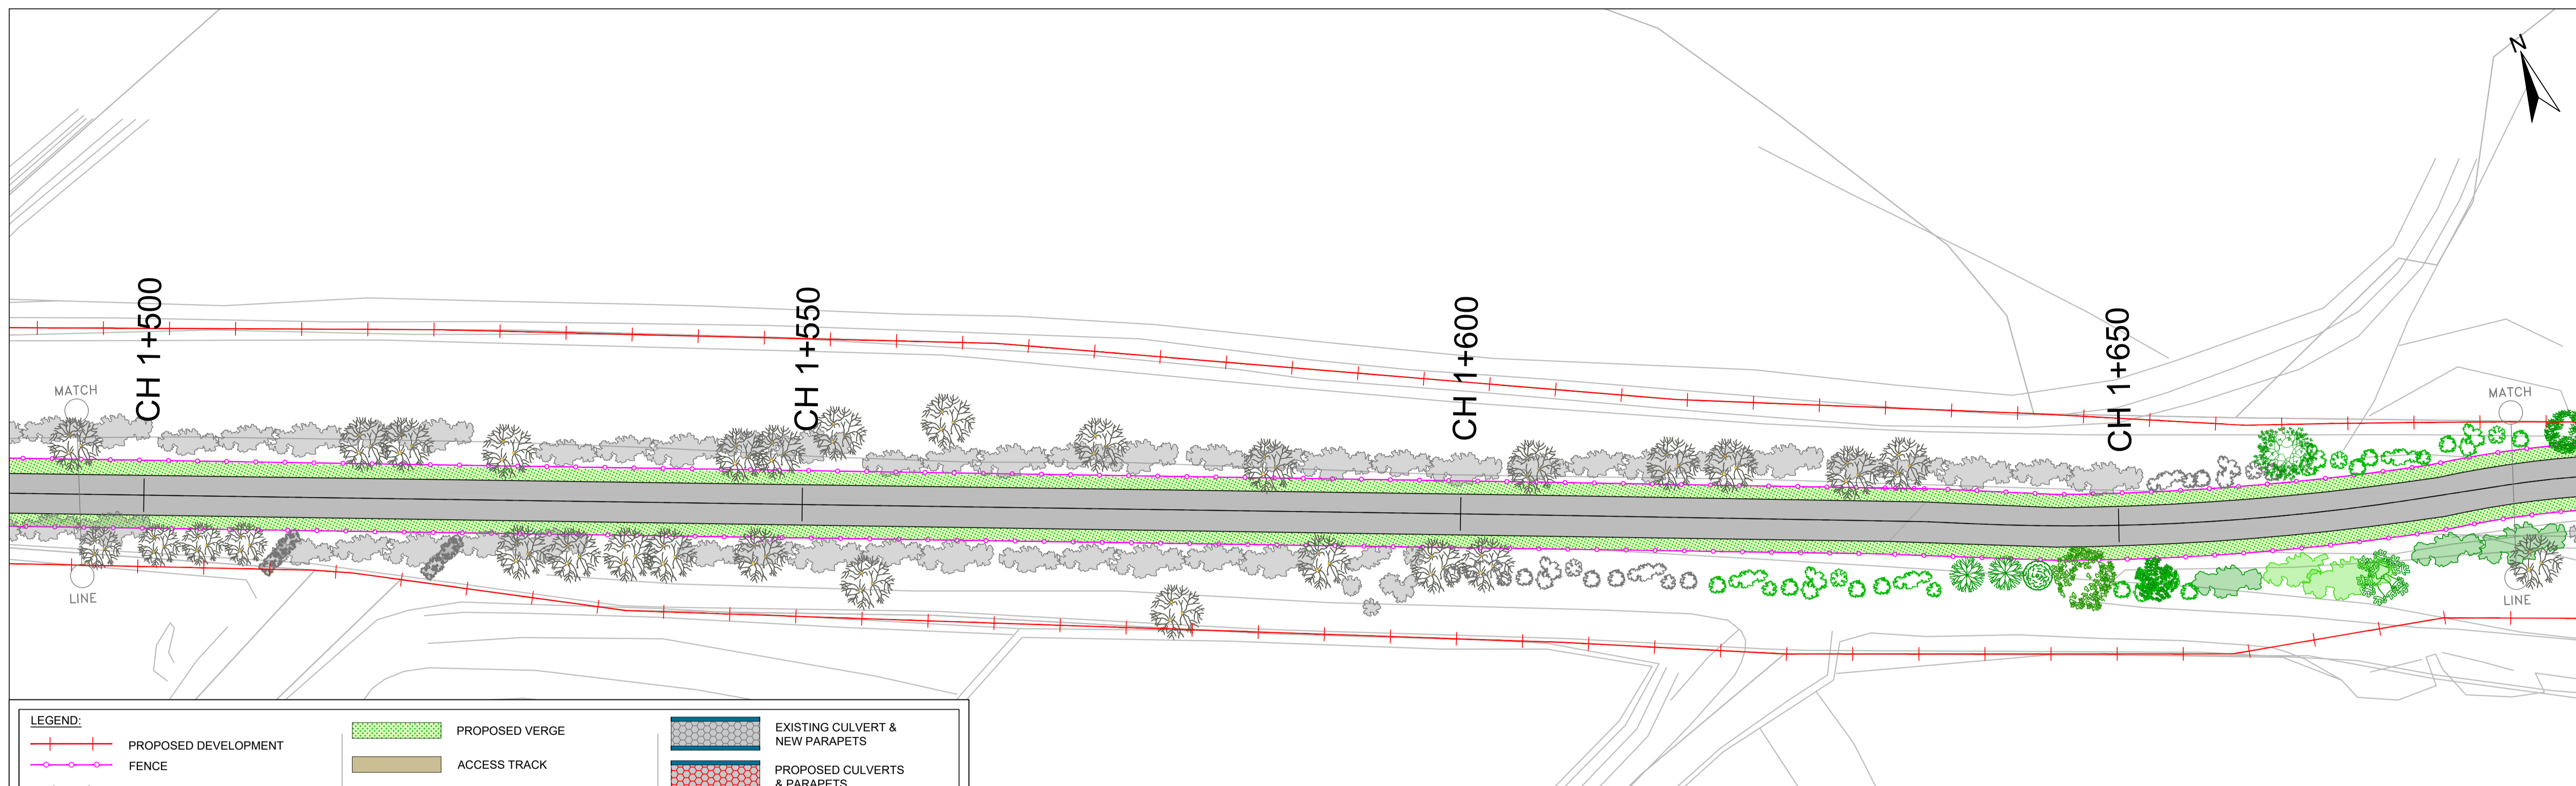 N
CH 1+500
CH 1+550
CH 1+600
CH 1+650
MATCH
LINE
MATCH
LINE
LEGEND:
PROPOSED DEVELOPMENT
FENCE
PROPOSED VERGE
ACCESS TRACK
EXISTING CULVERT &
NEW PARAPETS
PROPOSED CULVERTS
& PARAPETS